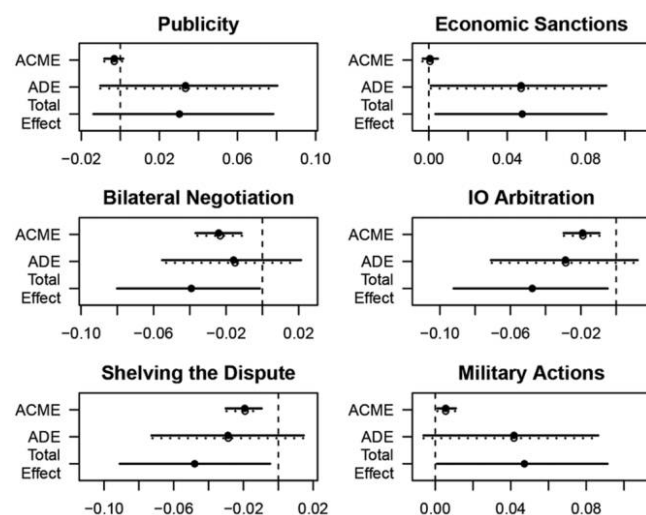 Publicity
ACME
ADE
Total
Effect
−0.02 0.02 0.06 0.10
Economic Sanctions
ACME
ADE
Total
Effect
0.00 0.04 0.08
Bilateral Negotiation
ACME
ADE
Total
Effect
−0.10 −0.06 −0.02 0.02
IO Arbitration
ACME
ADE
Total
Effect
−0.10 −0.06 −0.02
Shelving the Dispute
ACME
ADE
Total
Effect
−0.10 −0.06 −0.02 0.02
Military Actions
ACME
ADE
Total
Effect
0.00 0.04 0.08